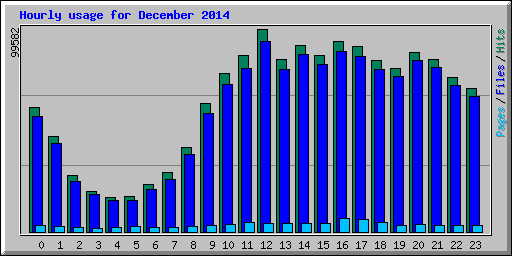 Hourly usage for December 2014
99582
Pages / Files / Hits
0 1 2 3 4 5 6 7 8 9 10 11 12 13 14 15 16 17 18 19 20 21 22 23